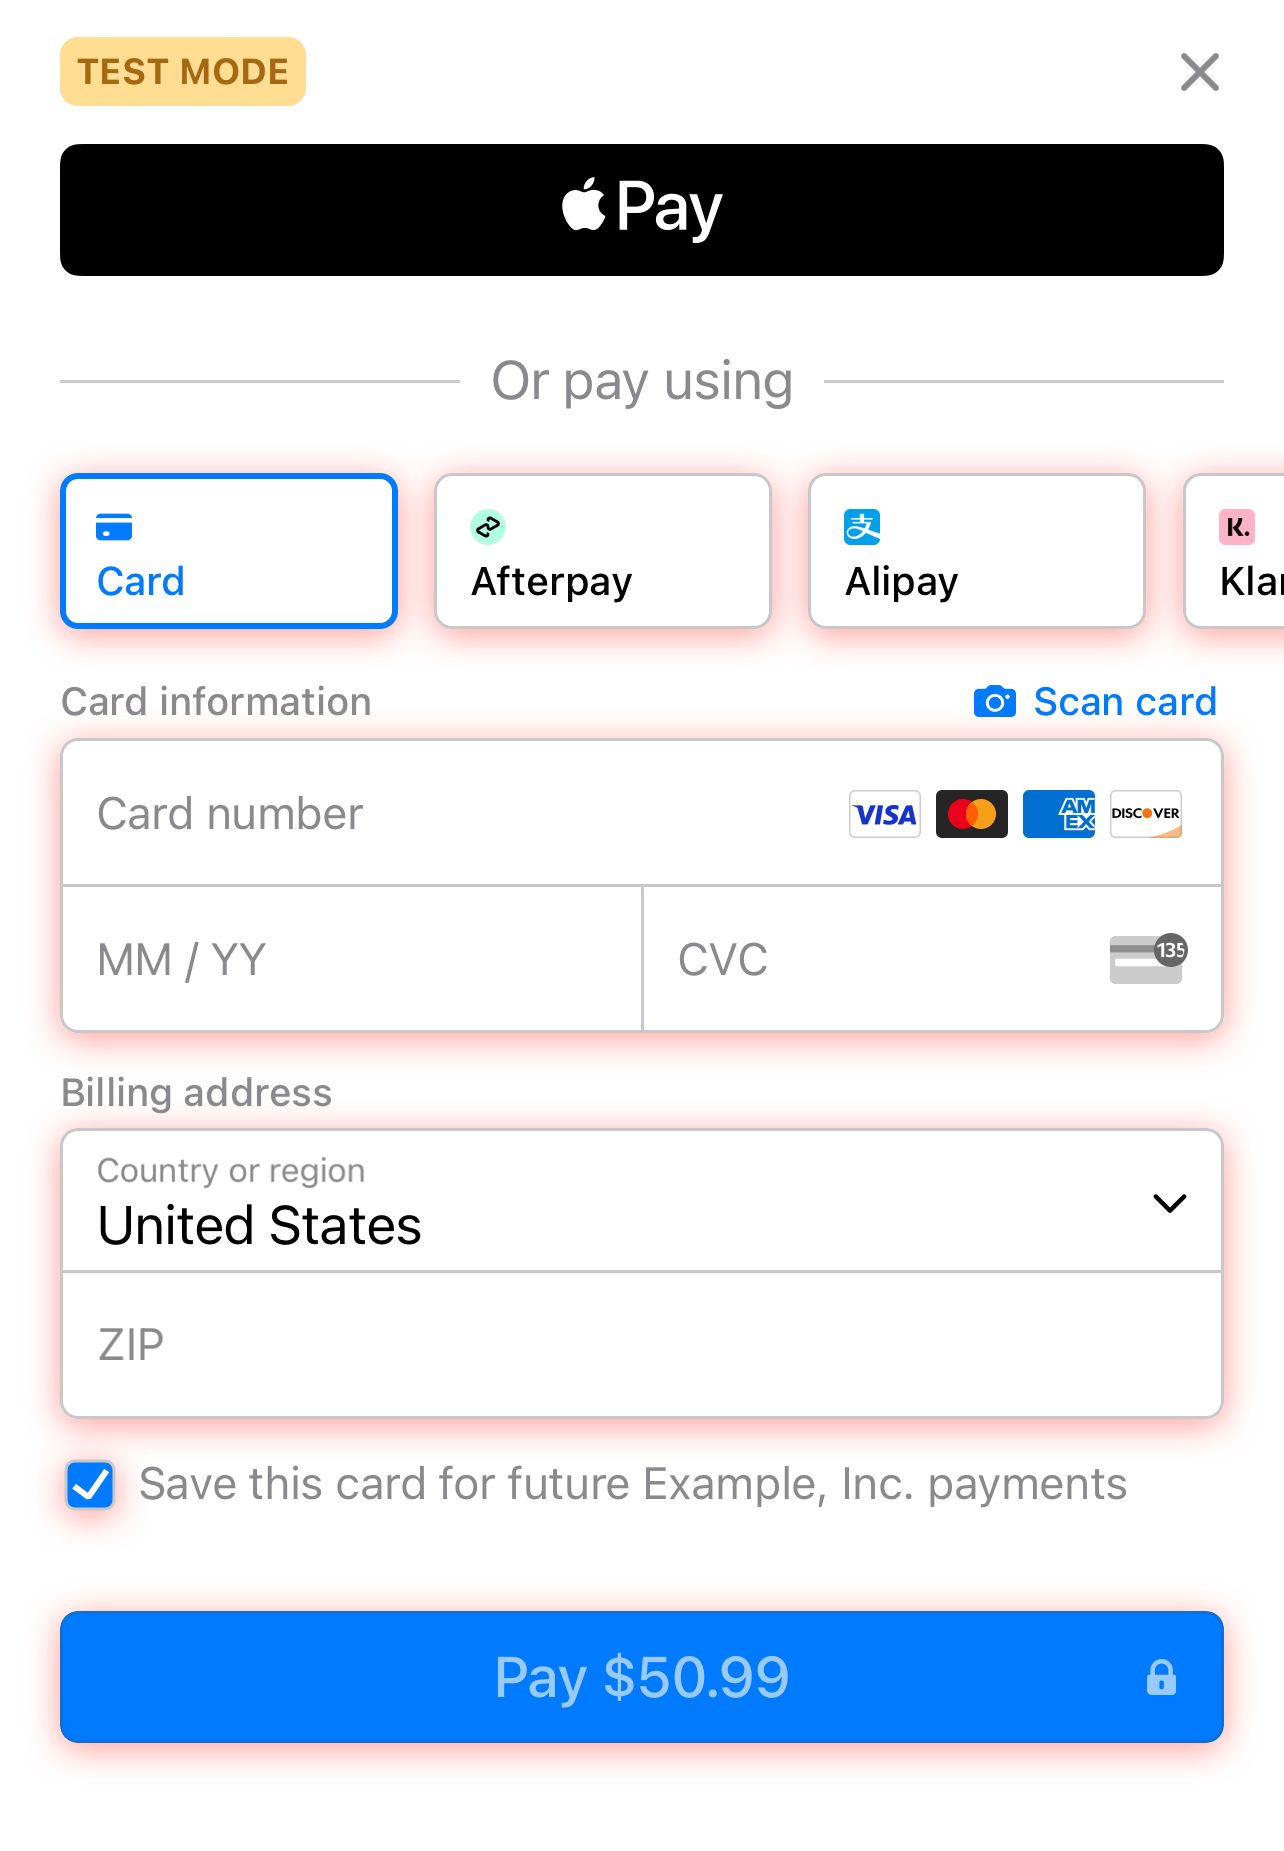 TEST MODE
Pay
Or pay using
Card
Afterpay
支
Alipay
K.
Klar
Card information
Scan card
Card number
VISA
AM
EX
DISCOVER
MM / YY
CVC
135
Billing address
Country or region
United States
ZIP
Save this card for future Example, Inc. payments
Pay $50.99